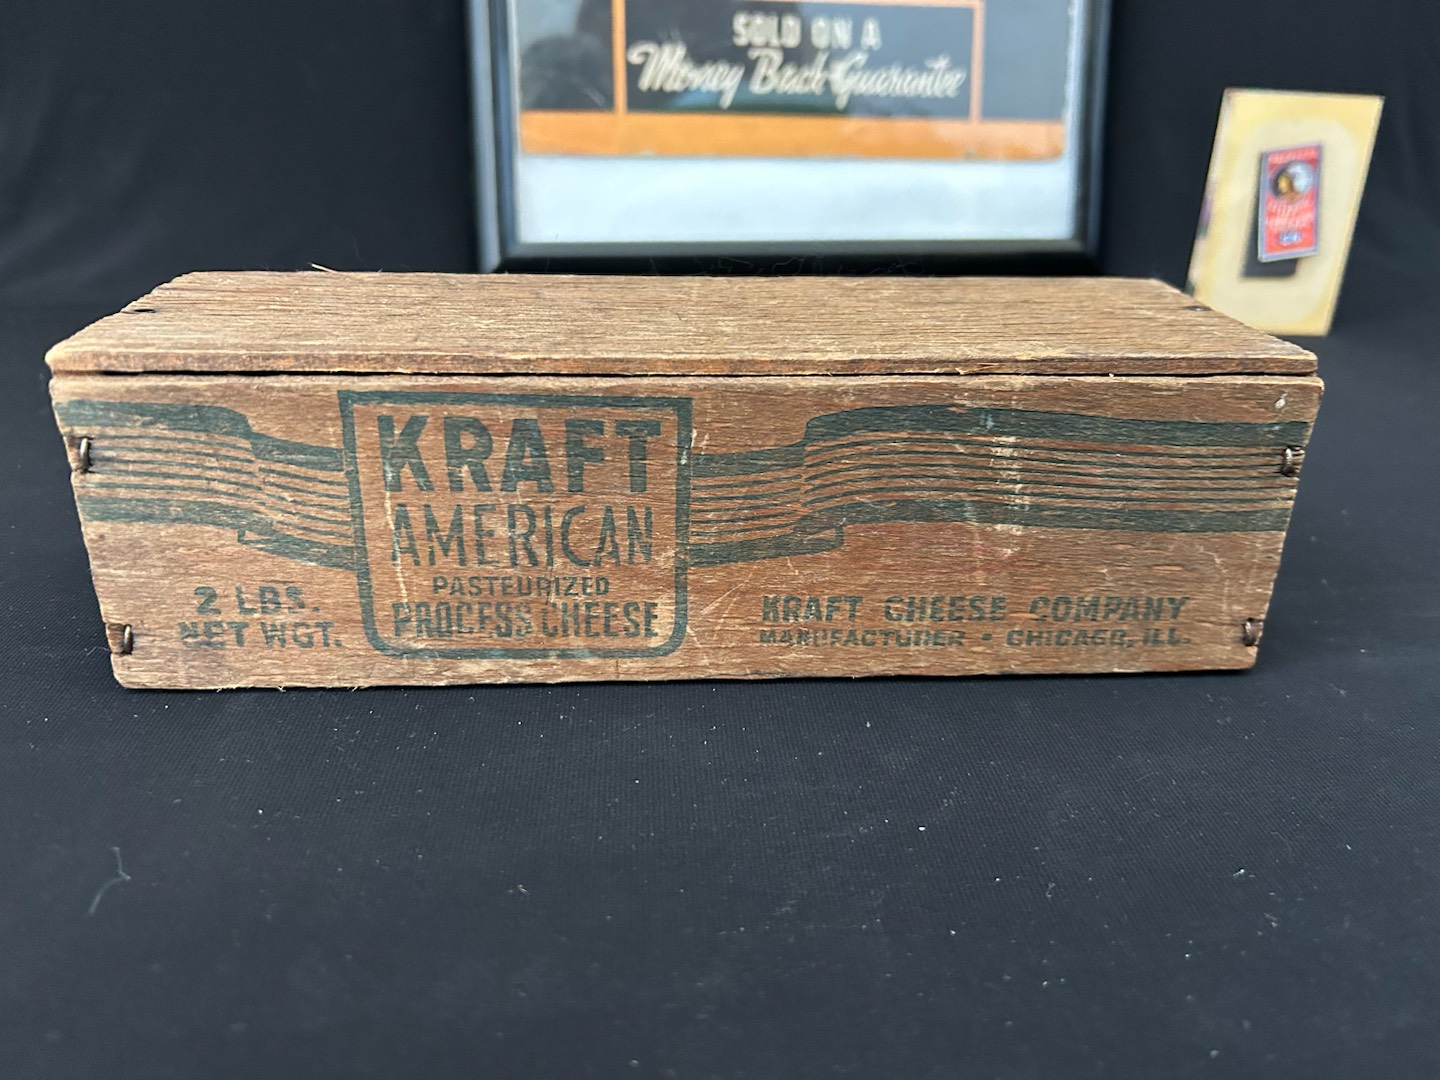 SOLD ON A
Money Back Guarantee
KRAFT
AMERICAN
PASTEURIZED
PROCESS CHEESE
2 LBS.
NET WGT.
KRAFT CHEESE COMPANY
MANUFACTURER • CHICAGO, ILL.